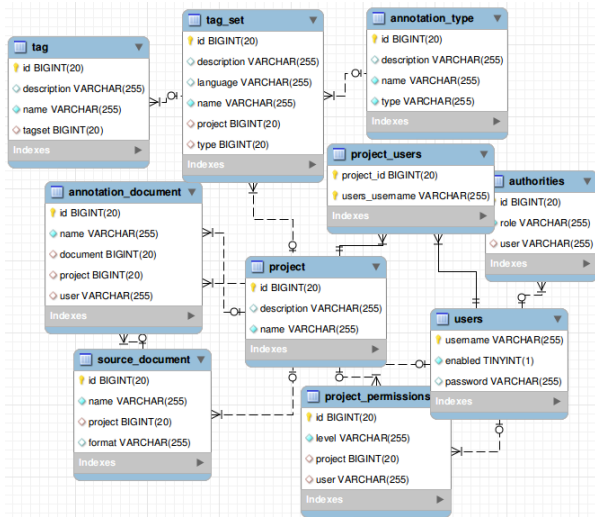 tag
id BIGINT(20)
description VARCHAR(255)
name VARCHAR(255)
tagset BIGINT(20)
Indexes
tag_set
id BIGINT(20)
description VARCHAR(255)
language VARCHAR(255)
name VARCHAR(255)
project BIGINT(20)
type BIGINT(20)
Indexes
annotation_type
id BIGINT(20)
description VARCHAR(255)
name VARCHAR(255)
type VARCHAR(255)
Indexes
project_users
project_id BIGINT(20)
users_username VARCHAR(255)
Indexes
authorities
id BIGINT(20)
role VARCHAR(255)
user VARCHAR(255)
Indexes
annotation_document
id BIGINT(20)
name VARCHAR(255)
document BIGINT(20)
project BIGINT(20)
user VARCHAR(255)
Indexes
project
id BIGINT(20)
description VARCHAR(255)
name VARCHAR(255)
Indexes
users
username VARCHAR(255)
enabled TINYINT(1)
password VARCHAR(255)
Indexes
source_document
id BIGINT(20)
name VARCHAR(255)
project BIGINT(20)
format VARCHAR(255)
Indexes
project_permissions
id BIGINT(20)
level VARCHAR(255)
project BIGINT(20)
user VARCHAR(255)
Indexes